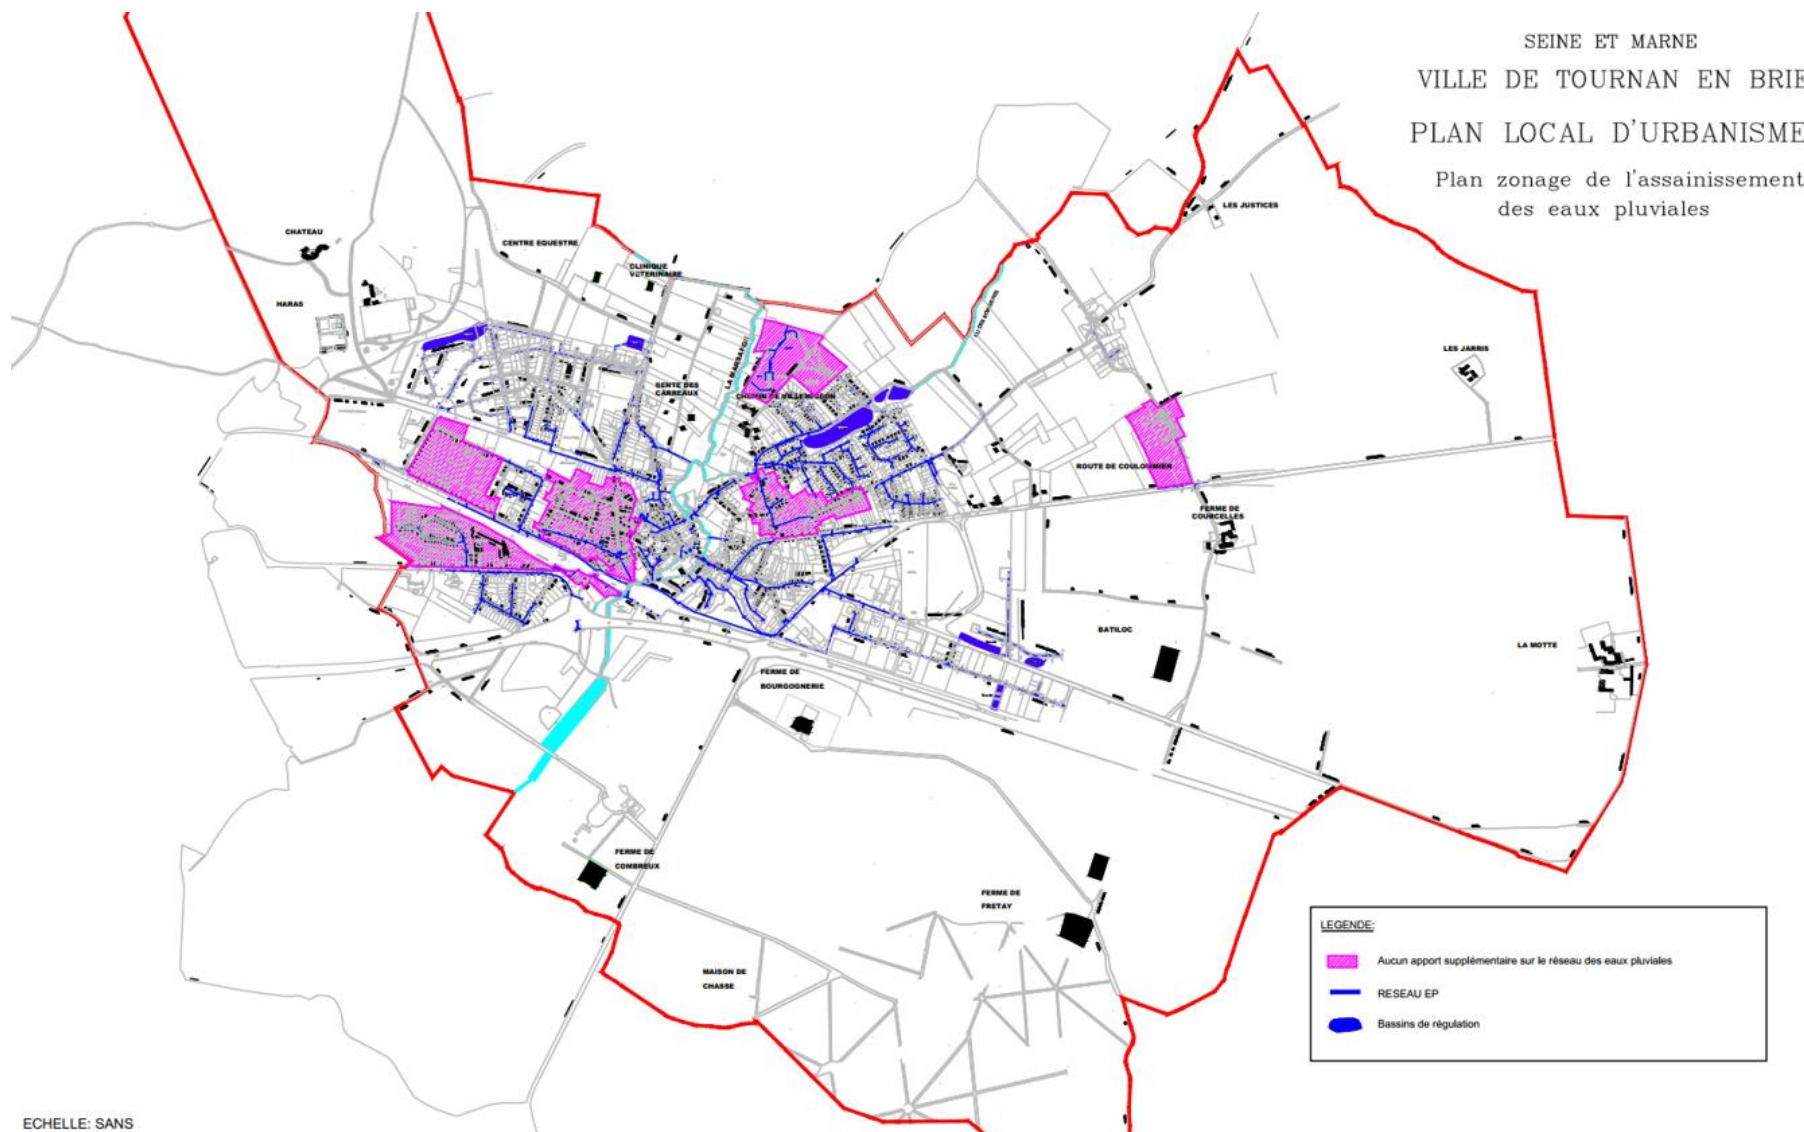 SEINE ET MARNE
VILLE DE TOURNAN EN BRIE
PLAN LOCAL D'URBANISME
Plan zonage de l'assainissement
des eaux pluviales
LES JUSTICES
CHATEAU
CENTRE EQUESTRE
CLINIQUE
VETERINAIRE
HARAS
LES JARRIS
SENTE DES
CARREAUX
ROUTE DE COULOMMIER
FERME DE
COURCELLES
BATILOC
LA MOTTE
FERME DE
BOURGOGNERIE
FERME DE
COMBREUX
FERME DE
FRETAY
MAISON DE
CHASSE
LEGENDE:
Aucun apport supplémentaire sur le réseau des eaux pluviales
RESEAU EP
Bassins de régulation
ECHELLE: SANS